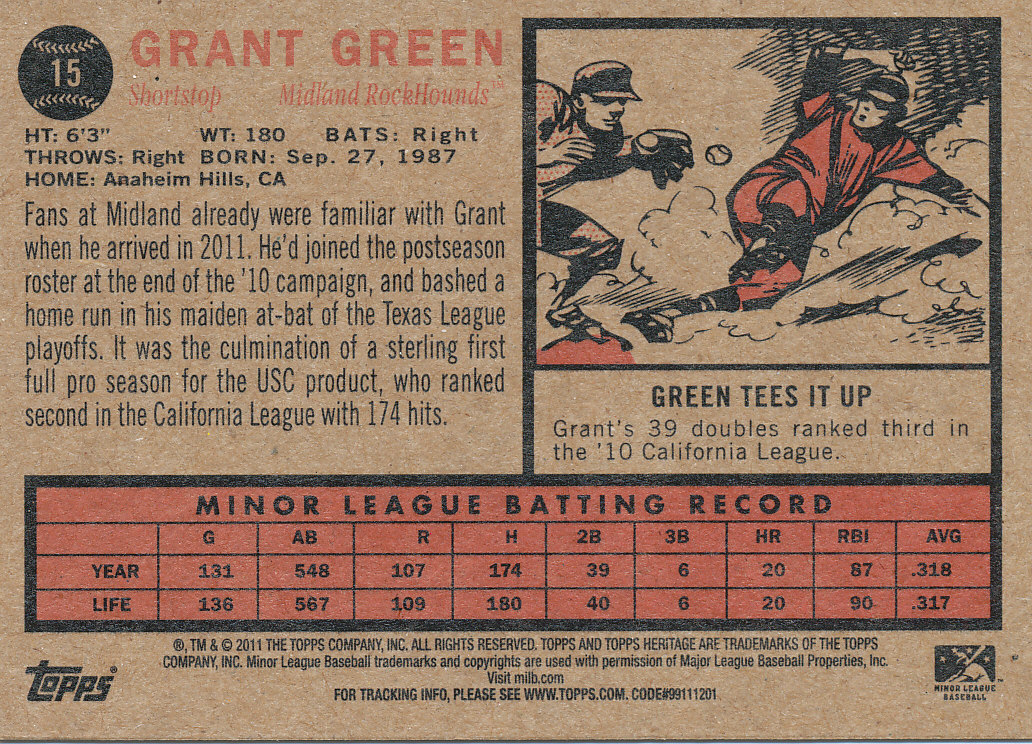 15
GRANT GREEN
Shortstop Midland RockHounds™
HT: 6'3" WT: 180 BATS: Right
THROWS: Right BORN: Sep. 27, 1987
HOME: Anaheim Hills, CA
Fans at Midland already were familiar with Grant
when he arrived in 2011. He'd joined the postseason
roster at the end of the '10 campaign, and bashed a
home run in his maiden at-bat of the Texas League
playoffs. It was the culmination of a sterling first
full pro season for the USC product, who ranked
second in the California League with 174 hits.
GREEN TEES IT UP
Grant's 39 doubles ranked third in
the '10 California League.
MINOR LEAGUE BATTING RECORD
G AB R H 2B 3B HR RBI AVG
YEAR 131 548 107 174 39 6 20 87 .318
LIFE 136 567 109 180 40 6 20 90 .317
®, TM & © 2011 THE TOPPS COMPANY, INC. ALL RIGHTS RESERVED. TOPPS AND TOPPS HERITAGE ARE TRADEMARKS OF THE TOPPS
COMPANY, INC. Minor League Baseball trademarks and copyrights are used with permission of Major League Baseball Properties, Inc.
Visit milb.com
FOR TRACKING INFO, PLEASE SEE WWW.TOPPS.COM. CODE#99111201
Topps®
MINOR LEAGUE
BASEBALL™